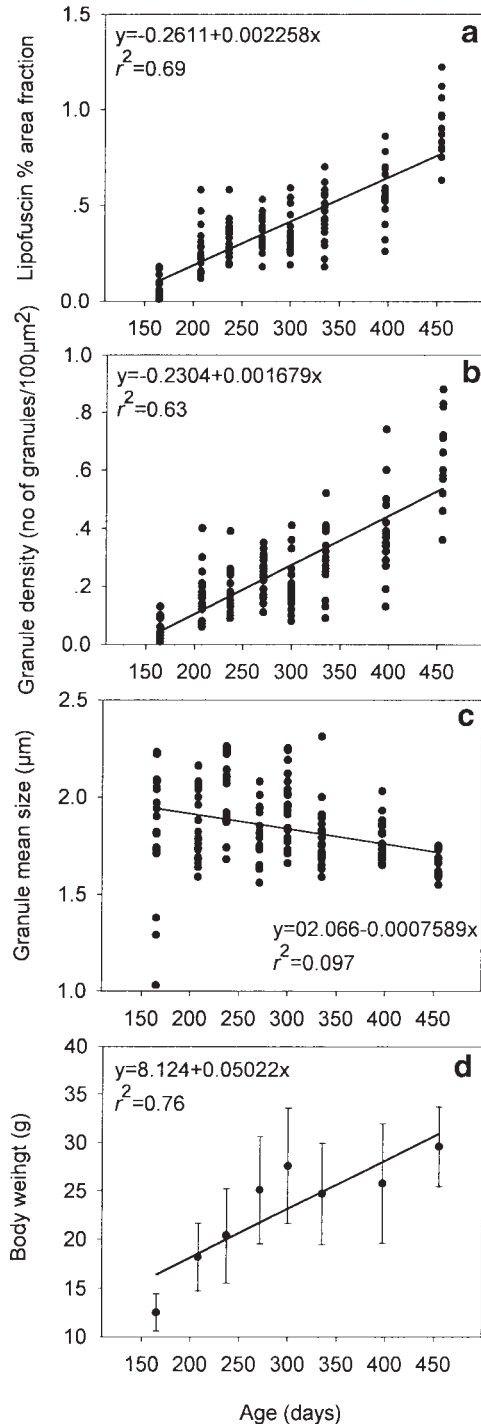 y=-0.2611+0.002258x
a
r²=0.69
Lipofuscin % area fraction
1.5
1.0
.5
0.0
150 200 250 300 350 400 450
y=-0.2304+0.001679x
b
r²=0.63
Granule density (no of granules/100µm²)
1.0
.8
.6
.4
.2
0.0
150 200 250 300 350 400 450
c
Granule mean size (µm)
2.5
2.0
1.5
1.0
y=02.066-0.0007589x
r²=0.097
150 200 250 300 350 400 450
y=8.124+0.05022x
d
r²=0.76
Body weihgt (g)
40
35
30
25
20
15
10
150 200 250 300 350 400 450
Age (days)